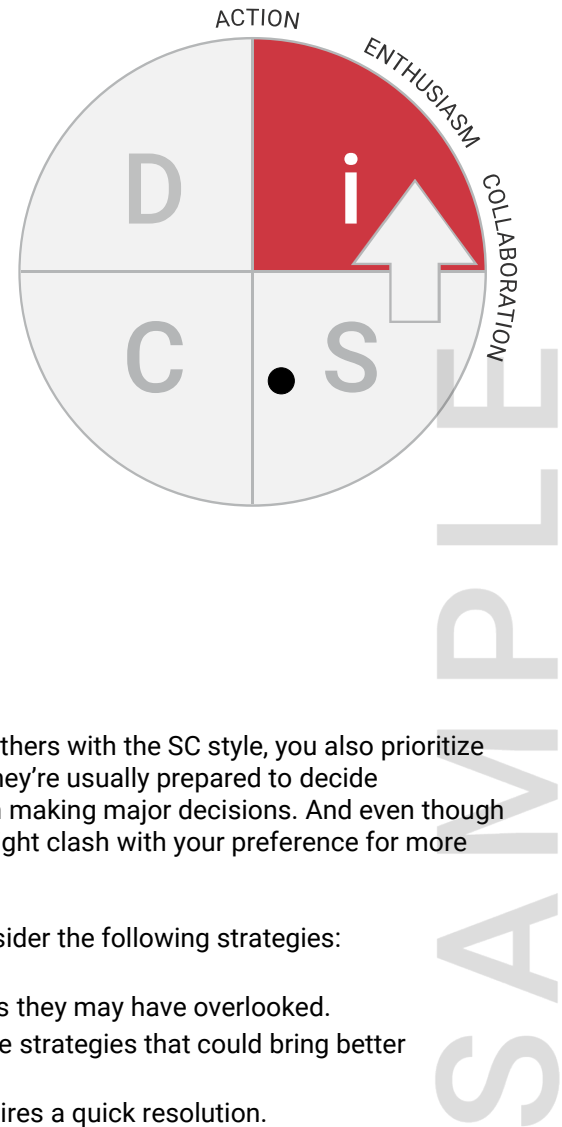 ACTION
ENTHUSIASM
COLLABORATION
D
i
C
S
thers with the SC style, you also prioritize
hey’re usually prepared to decide
making major decisions. And even though
ght clash with your preference for more
sider the following strategies:
s they may have overlooked.
e strategies that could bring better
ires a quick resolution.
SAMPLE